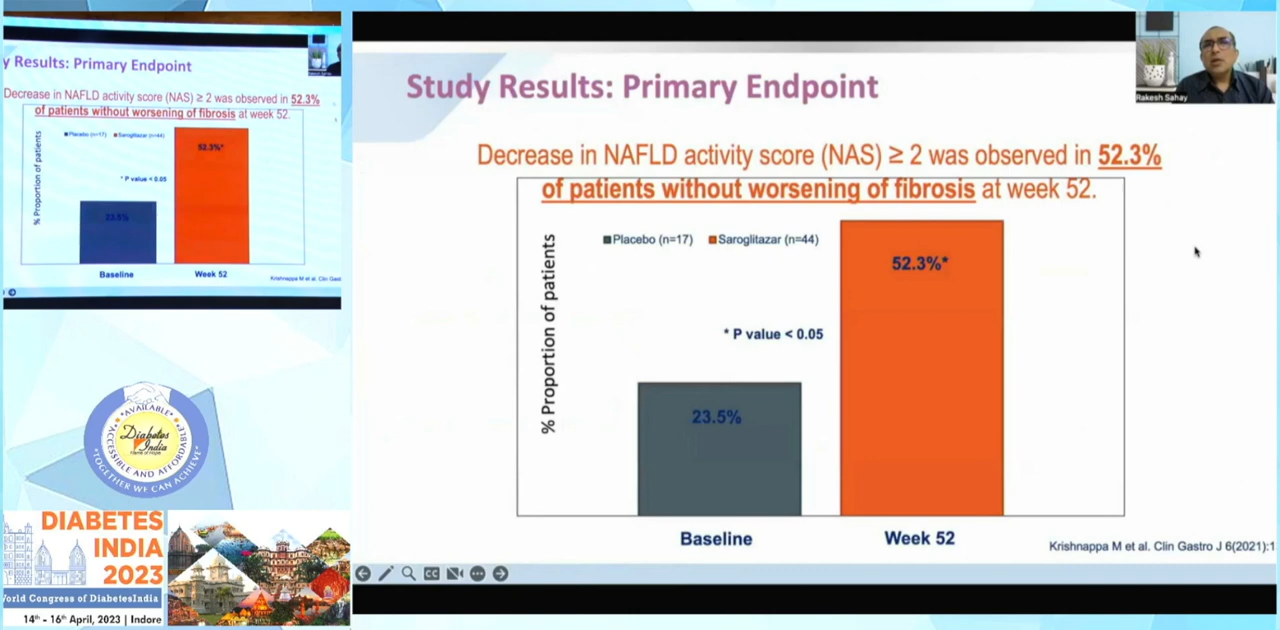 y Results: Primary Endpoint
Decrease in NAFLD activity score (NAS) ≥ 2 was observed in 52.3%
of patients without worsening of fibrosis at week 52.
% Proportion of patients
Placebo (n=17) Saroglitazar (n=44)
52.3%*
* P value < 0.05
23.5%
Baseline Week 52
Krishnappa M et al. Clin Gast
AVAILABLE
ACCESSIBLE AND AFFORDABLE
Diabetes
India
TOGETHER WE CAN ACHIEVE
DIABETES
INDIA
2023
World Congress of DiabetesIndia
14th - 16th April, 2023 | Indore
Rakesh Sahay
Study Results: Primary Endpoint
Decrease in NAFLD activity score (NAS) ≥ 2 was observed in 52.3%
of patients without worsening of fibrosis at week 52.
% Proportion of patients
Placebo (n=17) Saroglitazar (n=44)
52.3%*
* P value < 0.05
23.5%
Baseline Week 52
Krishnappa M et al. Clin Gastro J 6(2021):1
CC